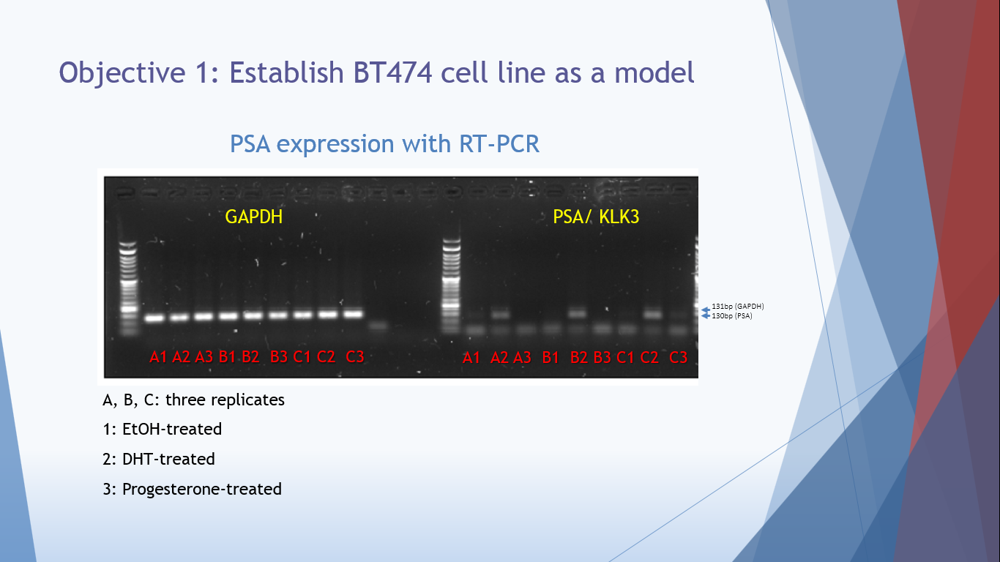 Objective 1: Establish BT474 cell line as a model
PSA expression with RT-PCR
GAPDH
PSA/ KLK3
131bp (GAPDH)
130bp (PSA)
A1 A2 A3 B1 B2 B3 C1 C2 C3
A1 A2 A3 B1 B2 B3 C1 C2 C3
A, B, C: three replicates
1: EtOH-treated
2: DHT-treated
3: Progesterone-treated